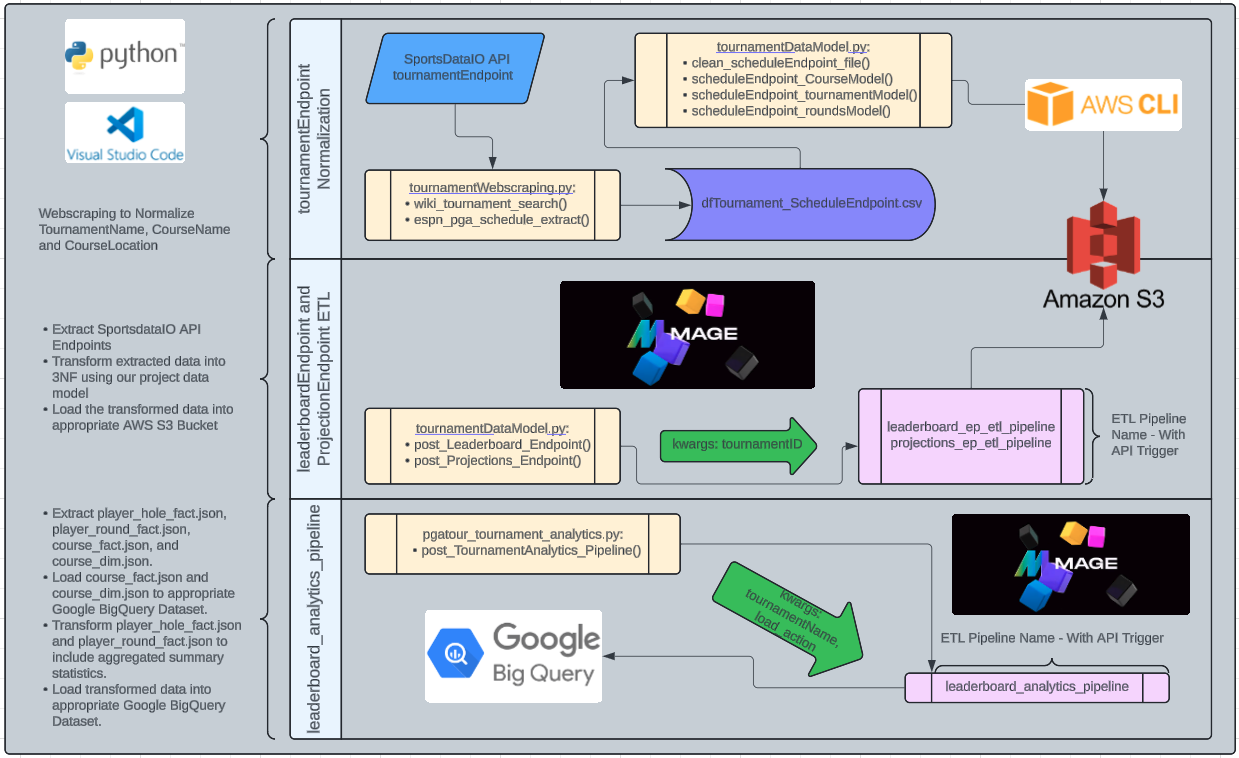 python™
Visual Studio Code
Webscraping to Normalize
TournamentName, CourseName
and CourseLocation
• Extract SportsdataIO API
Endpoints
• Transform extracted data into
3NF using our project data
model
• Load the transformed data into
appropriate AWS S3 Bucket
• Extract player_hole_fact.json,
player_round_fact.json,
course_fact.json, and
course_dim.json.
• Load course_fact.json and
course_dim.json to appropriate
Google BigQuery Dataset.
• Transform player_hole_fact.json
and player_round_fact.json to
include aggregated summary
statistics.
• Load transformed data into
appropriate Google BigQuery
Dataset.
tournamentEndpoint
Normalization
SportsDataIO API
tournamentEndpoint
tournamentDataModel.py:
• clean_scheduleEndpoint_file()
• scheduleEndpoint_CourseModel()
• scheduleEndpoint_tournamentModel()
• scheduleEndpoint_roundsModel()
AWS CLI
tournamentWebscraping.py:
• wiki_tournament_search()
• espn_pga_schedule_extract()
dfTournament_ScheduleEndpoint.csv
Amazon S3
leaderboardEndpoint and
ProjectionEndpoint ETL
MAGE
tournamentDataModel.py:
• post_Leaderboard_Endpoint()
• post_Projections_Endpoint()
kwargs: tournamentID
leaderboard_ep_etl_pipeline
projections_ep_etl_pipeline
ETL Pipeline
Name - With
API Trigger
leaderboard_analytics_pipeline
pgatour_tournament_analytics.py:
• post_TournamentAnalytics_Pipeline()
MAGE
kwargs:
tournamentName,
load_action
ETL Pipeline Name - With API Trigger
Google
Big Query
leaderboard_analytics_pipeline